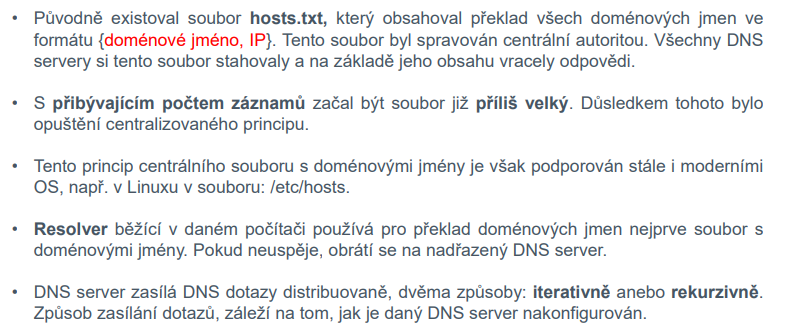 • Původně existoval soubor hosts.txt, který obsahoval překlad všech doménových jmen ve
formátu {doménové jméno, IP}. Tento soubor byl spravován centrální autoritou. Všechny DNS
servery si tento soubor stahovaly a na základě jeho obsahu vracely odpovědi.
• S přibývajícím počtem záznamů začal být soubor již příliš velký. Důsledkem tohoto bylo
opuštění centralizovaného principu.
• Tento princip centrálního souboru s doménovými jmény je však podporován stále i moderními
OS, např. v Linuxu v souboru: /etc/hosts.
• Resolver běžící v daném počítači používá pro překlad doménových jmen nejprve soubor s
doménovými jmény. Pokud neuspěje, obrátí se na nadřazený DNS server.
• DNS server zasílá DNS dotazy distribuovaně, dvěma způsoby: iterativně anebo rekurzivně.
Způsob zasílání dotazů, záleží na tom, jak je daný DNS server nakonfigurován.